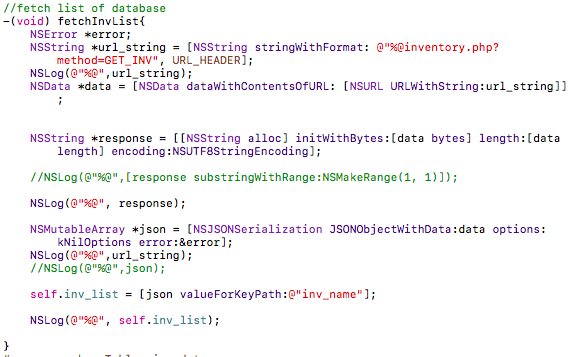 //fetch list of database
-(void) fetchInvList{
NSError *error;
NSString *url_string = [NSString stringWithFormat: @"%@inventory.php?
method=GET_INV", URL_HEADER];
NSLog(@"%@",url_string);
NSData *data = [NSData dataWithContentsOfURL: [NSURL URLWithString:url_string]]
;
NSString *response = [[NSString alloc] initWithBytes:[data bytes] length:[data
length] encoding:NSUTF8StringEncoding];
//NSLog(@"%@",[response substringWithRange:NSMakeRange(1, 1)]);
NSLog(@"%@", response);
NSMutableArray *json = [NSJSONSerialization JSONObjectWithData:data options:
kNilOptions error:&error];
NSLog(@"%@",url_string);
//NSLog(@"%@",json);
self.inv_list = [json valueForKeyPath:@"inv_name"];
NSLog(@"%@", self.inv_list);
}